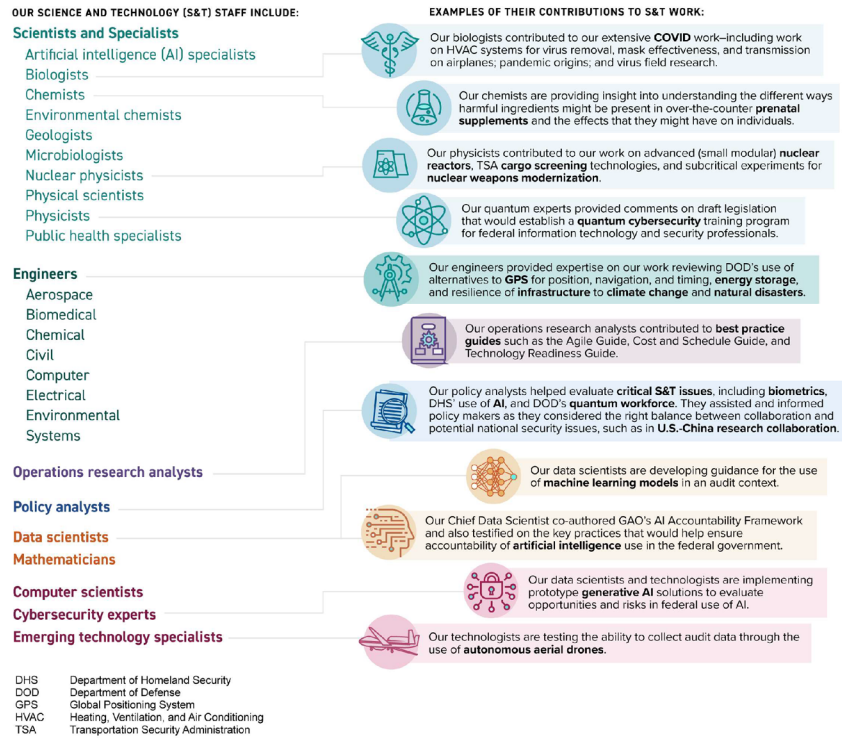 OUR SCIENCE AND TECHNOLOGY (S&T) STAFF INCLUDE:
Scientists and Specialists
Artificial intelligence (AI) specialists
Biologists
Chemists
Environmental chemists
Geologists
Microbiologists
Nuclear physicists
Physical scientists
Physicists
Public health specialists
Engineers
Aerospace
Biomedical
Chemical
Civil
Computer
Electrical
Environmental
Systems
Operations research analysts
Policy analysts
Data scientists
Mathematicians
Computer scientists
Cybersecurity experts
Emerging technology specialists
EXAMPLES OF THEIR CONTRIBUTIONS TO S&T WORK:
Our biologists contributed to our extensive COVID work–including work
on HVAC systems for virus removal, mask effectiveness, and transmission
on airplanes; pandemic origins; and virus field research.
Our chemists are providing insight into understanding the different ways
harmful ingredients might be present in over-the-counter prenatal
supplements and the effects that they might have on individuals.
Our physicists contributed to our work on advanced (small modular) nuclear
reactors, TSA cargo screening technologies, and subcritical experiments for
nuclear weapons modernization.
Our quantum experts provided comments on draft legislation
that would establish a quantum cybersecurity training program
for federal information technology and security professionals.
Our engineers provided expertise on our work reviewing DOD's use of
alternatives to GPS for position, navigation, and timing, energy storage,
and resilience of infrastructure to climate change and natural disasters.
Our operations research analysts contributed to best practice
guides such as the Agile Guide, Cost and Schedule Guide, and
Technology Readiness Guide.
Our policy analysts helped evaluate critical S&T issues, including biometrics,
DHS' use of AI, and DOD's quantum workforce. They assisted and informed
policy makers as they considered the right balance between collaboration and
potential national security issues, such as in U.S.-China research collaboration.
Our data scientists are developing guidance for the use
of machine learning models in an audit context.
Our Chief Data Scientist co-authored GAO's AI Accountability Framework
and also testified on the key practices that would help ensure
accountability of artificial intelligence use in the federal government.
Our data scientists and technologists are implementing
prototype generative AI solutions to evaluate
opportunities and risks in federal use of AI.
Our technologists are testing the ability to collect audit data through the
use of autonomous aerial drones.
DHS Department of Homeland Security
DOD Department of Defense
GPS Global Positioning System
HVAC Heating, Ventilation, and Air Conditioning
TSA Transportation Security Administration